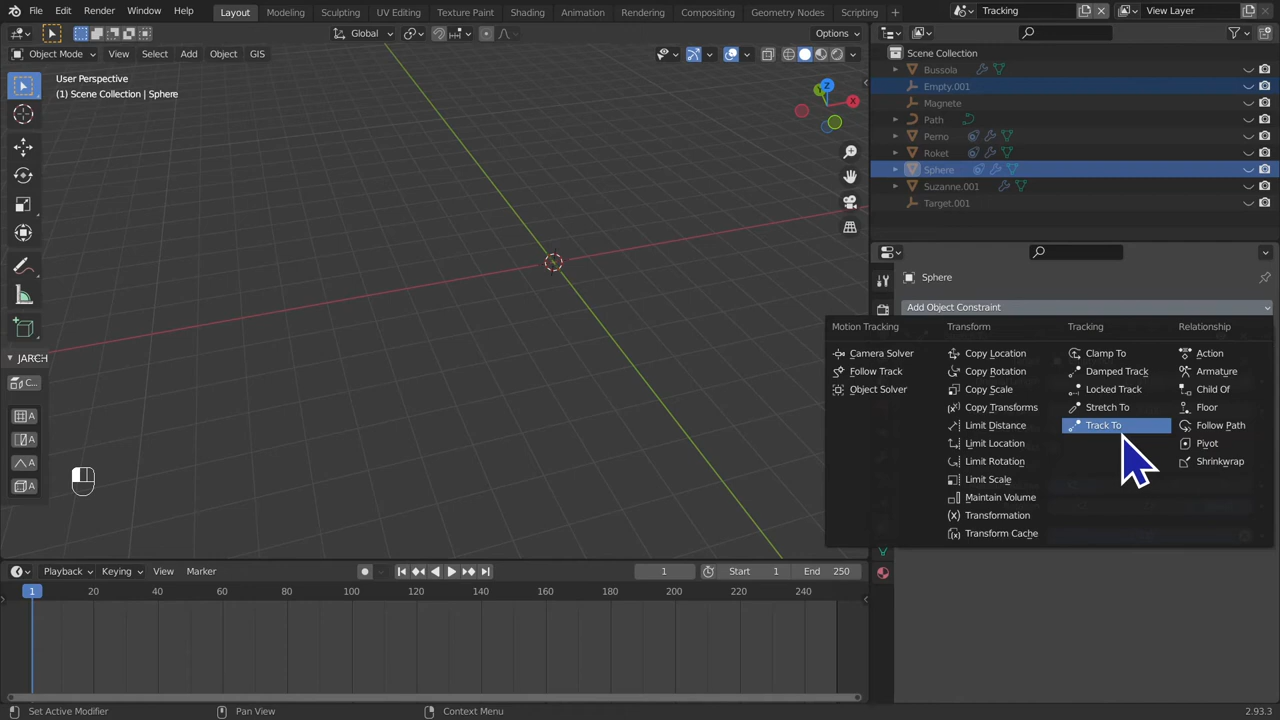 File Edit Render Window Help Layout Modeling Sculpting UV Editing Texture Paint Shading Animation Rendering Compositing Geometry Nodes Scripting + Tracking View Layer
Global Options
Object Mode View Select Add Object GIS
User Perspective
(1) Scene Collection | Sphere
Z
Y
X
JARCH
C...
A
A
A
A
Scene Collection
Bussola
Empty.001
Magnete
Path
Perno
Roket
Sphere
Suzanne.001
Target.001
Sphere
Add Object Constraint
Motion Tracking
Camera Solver
Follow Track
Object Solver
Transform
Copy Location
Copy Rotation
Copy Scale
Copy Transforms
Limit Distance
Limit Location
Limit Rotation
Limit Scale
Maintain Volume
Transformation
Transform Cache
Tracking
Clamp To
Damped Track
Locked Track
Stretch To
Track To
Relationship
Action
Armature
Child Of
Floor
Follow Path
Pivot
Shrinkwrap
Playback Keying View Marker 1 Start 1 End 250
1 20 40 60 80 100 120 140 160 180 200 220 240
Set Active Modifier Pan View Context Menu 2.93.3